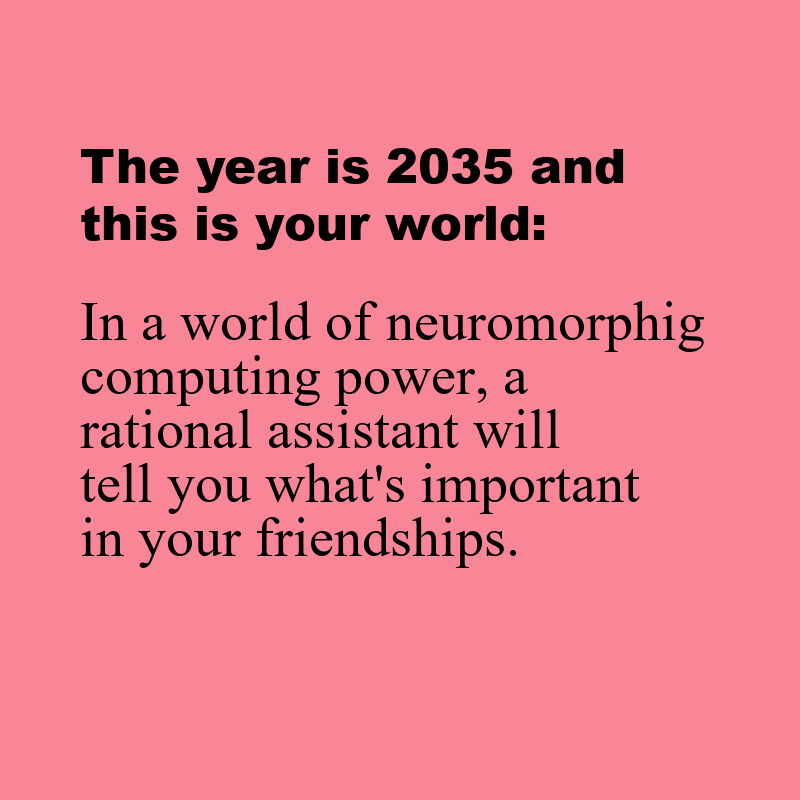 The year is 2035 and
this is your world:
In a world of neuromorphig
computing power, a
rational assistant will
tell you what's important
in your friendships.